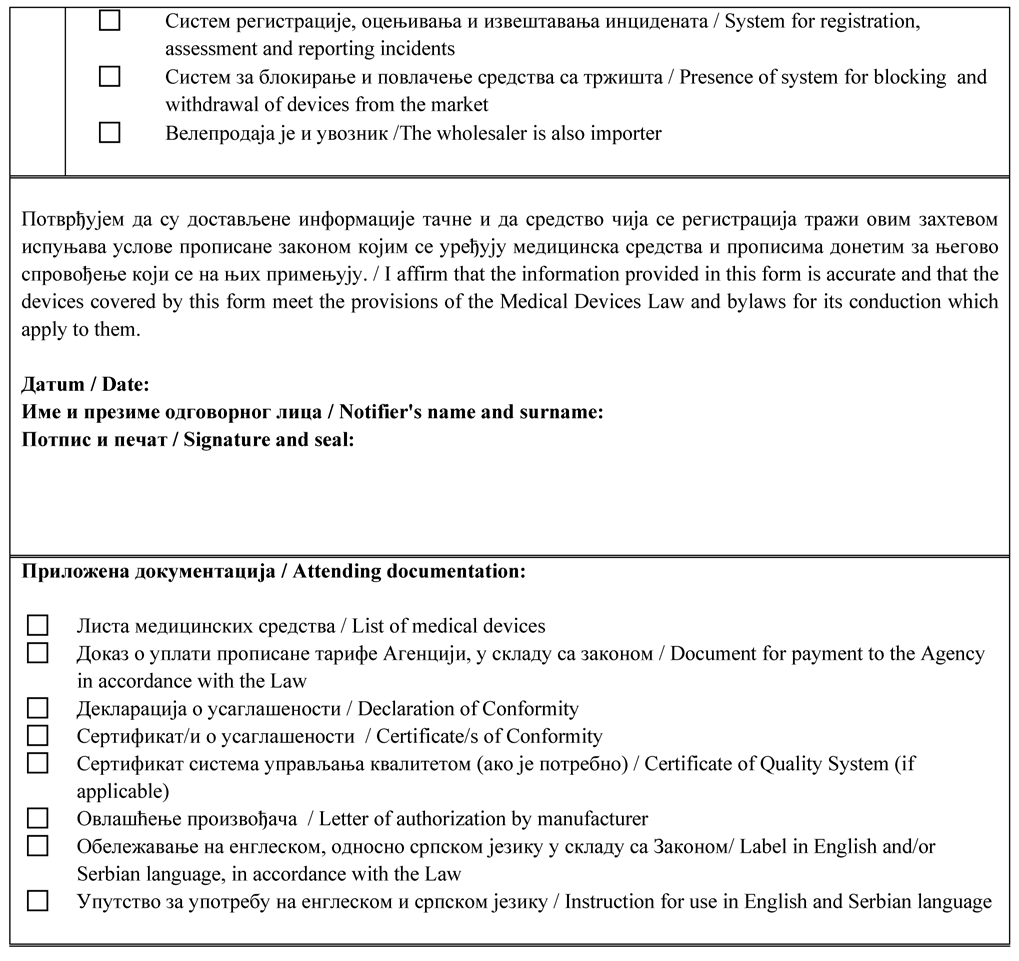 Систем регистрације, оцењивања и извештавања инцидената / System for registration,
assessment and reporting incidents
Систем за блокирање и повлачење средства са тржишта / Presence of system for blocking and
withdrawal of devices from the market
Велепродаја је и увозник /The wholesaler is also importer
Потврђујем да су достављене информације тачне и да средство чија се регистрација тражи овим захтевом
испуњава услове прописане законом којим се уређују медицинска средства и прописима донетим за његово
спровођење који се на њих примењују. / I affirm that the information provided in this form is accurate and that the
devices covered by this form meet the provisions of the Medical Devices Law and bylaws for its conduction which
apply to them.
Датum / Date:
Име и презиме одговорног лица / Notifier's name and surname:
Потпис и печат / Signature and seal:
Приложена документација / Attending documentation:
Листа медицинских средства / List of medical devices
Доказ о уплати прописане тарифе Агенцији, у складу са законом / Document for payment to the Agency
in accordance with the Law
Декларација о усаглашености / Declaration of Conformity
Сертификат/и о усаглашености / Certificate/s of Conformity
Сертификат система управљања квалитетом (ако је потребно) / Certificate of Quality System (if
applicable)
Овлашћење произвођача / Letter of authorization by manufacturer
Обележавање на енглеском, односно српском језику у складу са Законом/ Label in English and/or
Serbian language, in accordance with the Law
Упутство за употребу на енглеском и српском језику / Instruction for use in English and Serbian language